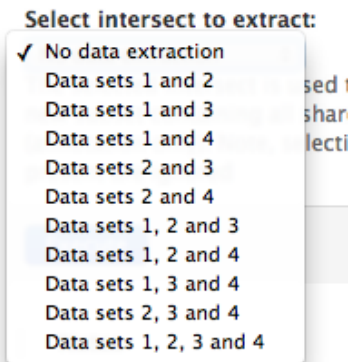 Select intersect to extract:
✓ No data extraction
Data sets 1 and 2
Data sets 1 and 3
Data sets 1 and 4
Data sets 2 and 3
Data sets 2 and 4
Data sets 1, 2 and 3
Data sets 1, 2 and 4
Data sets 1, 3 and 4
Data sets 2, 3 and 4
Data sets 1, 2, 3 and 4